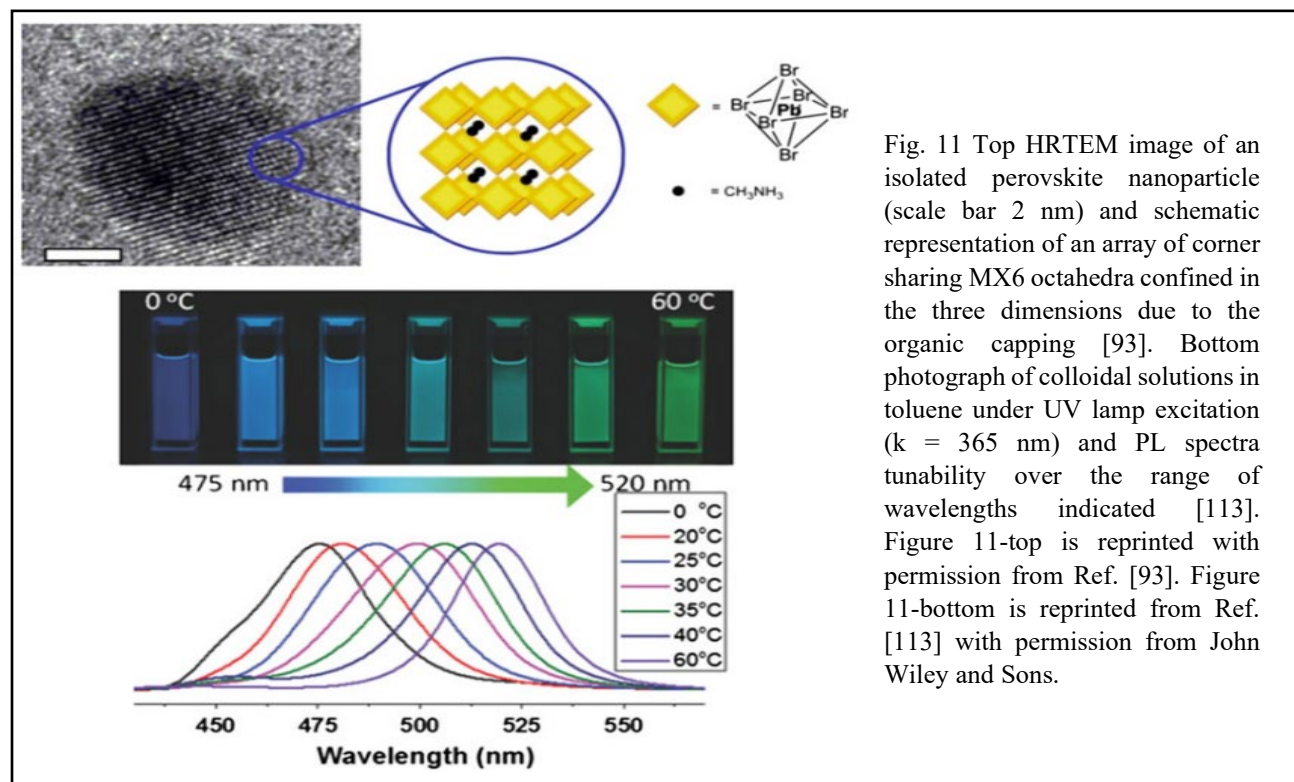 Br
Br
Br
Pb
Br
Br
Br
=
= CH₃NH₃
0 °C
60 °C
475 nm
520 nm
0 °C
20°C
25°C
30°C
35°C
40°C
60°C
450
475
500
525
550
Wavelength (nm)
Fig. 11 Top HRTEM image of an
isolated perovskite nanoparticle
(scale bar 2 nm) and schematic
representation of an array of corner
sharing MX6 octahedra confined in
the three dimensions due to the
organic capping [93]. Bottom
photograph of colloidal solutions in
toluene under UV lamp excitation
(k = 365 nm) and PL spectra
tunability over the range of
wavelengths indicated [113].
Figure 11-top is reprinted with
permission from Ref. [93]. Figure
11-bottom is reprinted from Ref.
[113] with permission from John
Wiley and Sons.